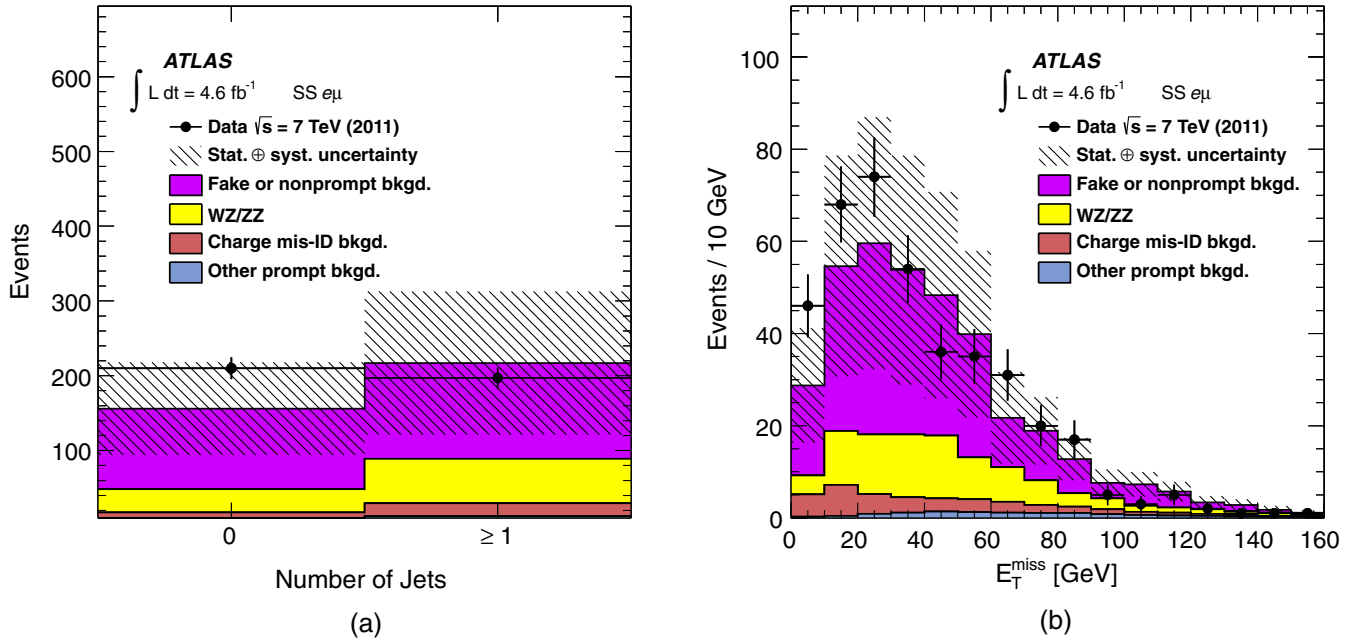 ATLAS
∫ L dt = 4.6 fb⁻¹ SS eμ
Data √s = 7 TeV (2011)
Stat. ⊕ syst. uncertainty
Fake or nonprompt bkgd.
WZ/ZZ
Charge mis-ID bkgd.
Other prompt bkgd.
Events
600
500
400
300
200
100
0
≥ 1
Number of Jets
(a)
ATLAS
∫ L dt = 4.6 fb⁻¹ SS eμ
Data √s = 7 TeV (2011)
Stat. ⊕ syst. uncertainty
Fake or nonprompt bkgd.
WZ/ZZ
Charge mis-ID bkgd.
Other prompt bkgd.
Events / 10 GeV
100
80
60
40
20
0
0 20 40 60 80 100 120 140 160
E_T^miss [GeV]
(b)